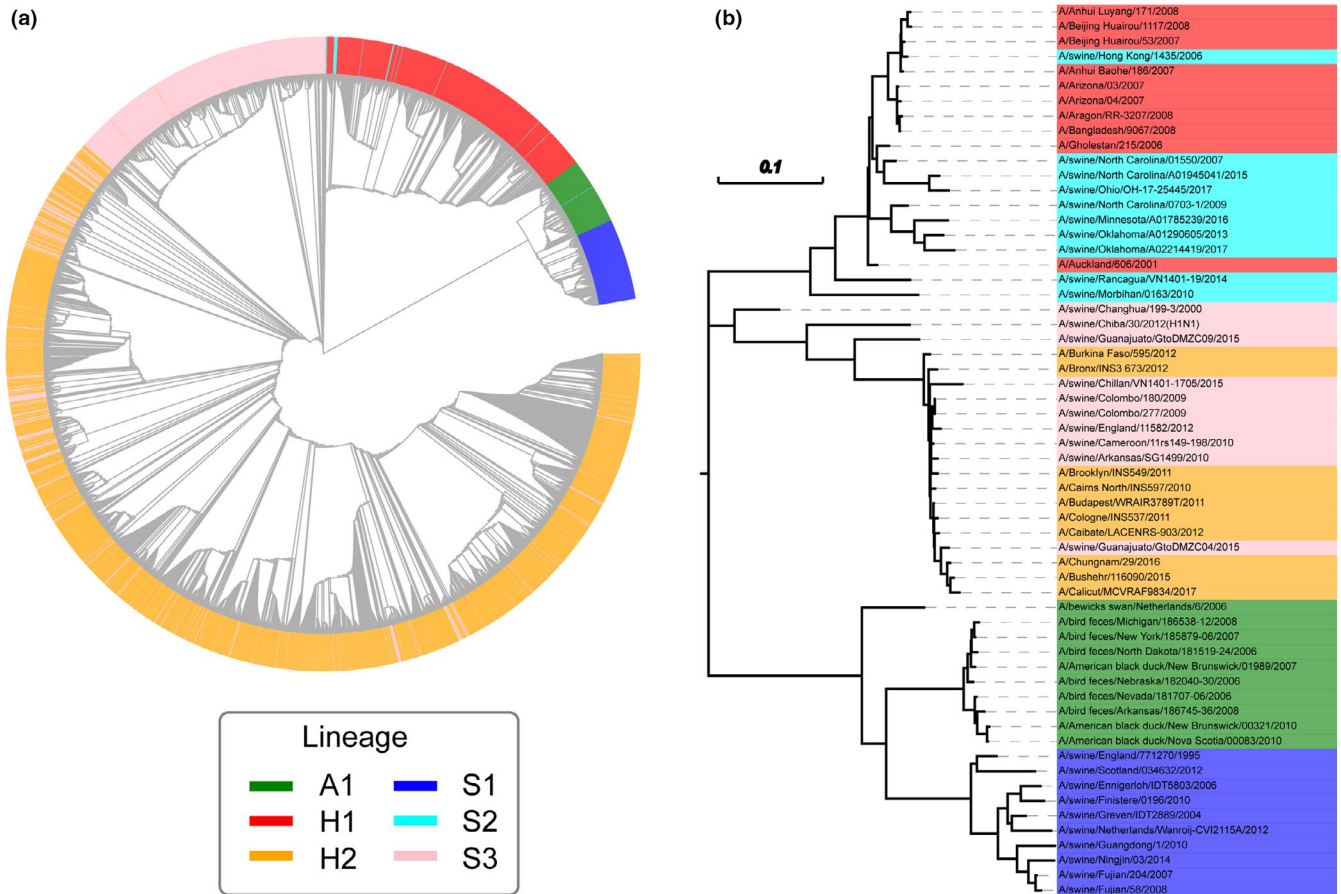 (a)
Lineage
A1
S1
H1
S2
H2
S3
(b)
0.1
A/Anhui Luyang/171/2008
A/Beijing Huairou/1117/2008
A/Beijing Huairou/53/2007
A/swine/Hong Kong/1435/2006
A/Anhui Baohe/186/2007
A/Arizona/03/2007
A/Arizona/04/2007
A/Aragon/RR-3207/2008
A/Bangladesh/9067/2008
A/Gholestan/215/2006
A/swine/North Carolina/01550/2007
A/swine/North Carolina/A01945041/2015
A/swine/Ohio/OH-17-25445/2017
A/swine/North Carolina/0703-1/2009
A/swine/Minnesota/A01785239/2016
A/swine/Oklahoma/A01290605/2013
A/swine/Oklahoma/A02214419/2017
A/Auckland/606/2001
A/swine/Rancagua/VN1401-19/2014
A/swine/Morbihan/0163/2010
A/swine/Changhua/199-3/2000
A/swine/Chiba/30/2012(H1N1)
A/swine/Guanajuato/GtoDMZC09/2015
A/Burkina Faso/595/2012
A/Bronx/INS3 673/2012
A/swine/Chillan/VN1401-1705/2015
A/swine/Colombo/180/2009
A/swine/Colombo/277/2009
A/swine/England/11582/2012
A/swine/Cameroon/11rs149-198/2010
A/swine/Arkansas/SG1499/2010
A/Brooklyn/INS549/2011
A/Cairns North/INS597/2010
A/Budapest/WRAIR3789T/2011
A/Cologne/INS537/2011
A/Caibate/LACENRS-903/2012
A/swine/Guanajuato/GtoDMZC04/2015
A/Chungnam/29/2016
A/Bushehr/116090/2015
A/Calicut/MCVRAF9834/2017
A/bewicks swan/Netherlands/6/2006
A/bird feces/Michigan/186538-12/2008
A/bird feces/New York/185879-06/2007
A/bird feces/North Dakota/181519-24/2006
A/American black duck/New Brunswick/01989/2007
A/bird feces/Nebraska/182040-30/2006
A/bird feces/Nevada/181707-06/2006
A/bird feces/Arkansas/186745-36/2008
A/American black duck/New Brunswick/00321/2010
A/American black duck/Nova Scotia/00083/2010
A/swine/England/771270/1995
A/swine/Scotland/034632/2012
A/swine/Ennigerloh/IDT5803/2006
A/swine/Finistere/0196/2010
A/swine/Greven/IDT2889/2004
A/swine/Netherlands/Wanroij-CVI2115A/2012
A/swine/Guangdong/1/2010
A/swine/Ningjin/03/2014
A/swine/Fujian/204/2007
A/swine/Fujian/58/2008